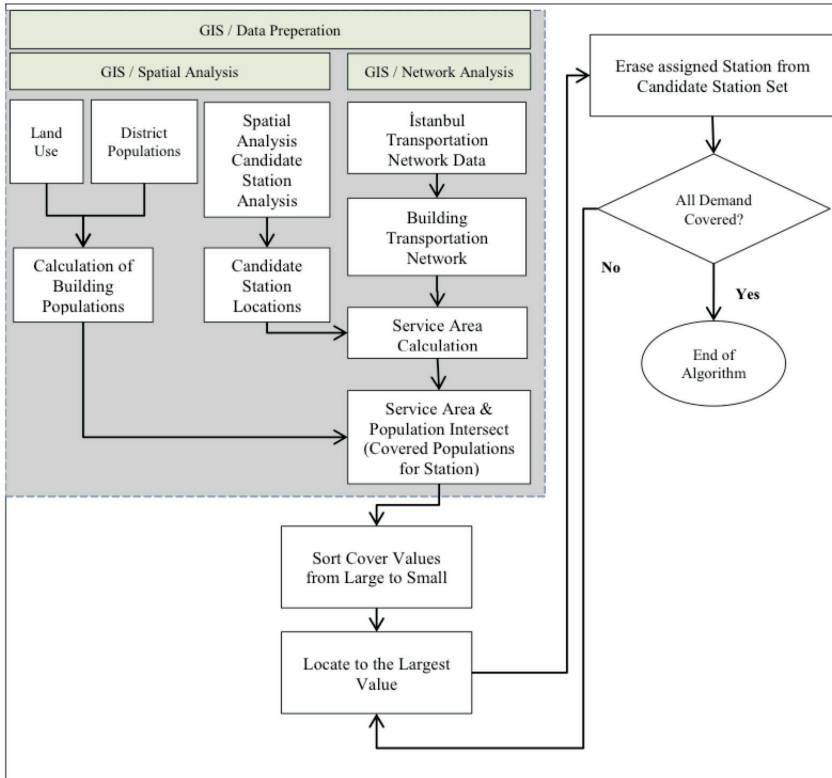 GIS / Data Preperation
GIS / Spatial Analysis
GIS / Network Analysis
Land
Use
District
Populations
Spatial
Analysis
Candidate
Station
Analysis
İstanbul
Transportation
Network Data
Building
Transportation
Network
Calculation of
Building
Populations
Candidate
Station
Locations
Service Area
Calculation
Service Area &
Population Intersect
(Covered Populations
for Station)
Sort Cover Values
from Large to Small
Locate to the Largest
Value
Erase assigned Station from
Candidate Station Set
All Demand
Covered?
No
Yes
End of
Algorithm